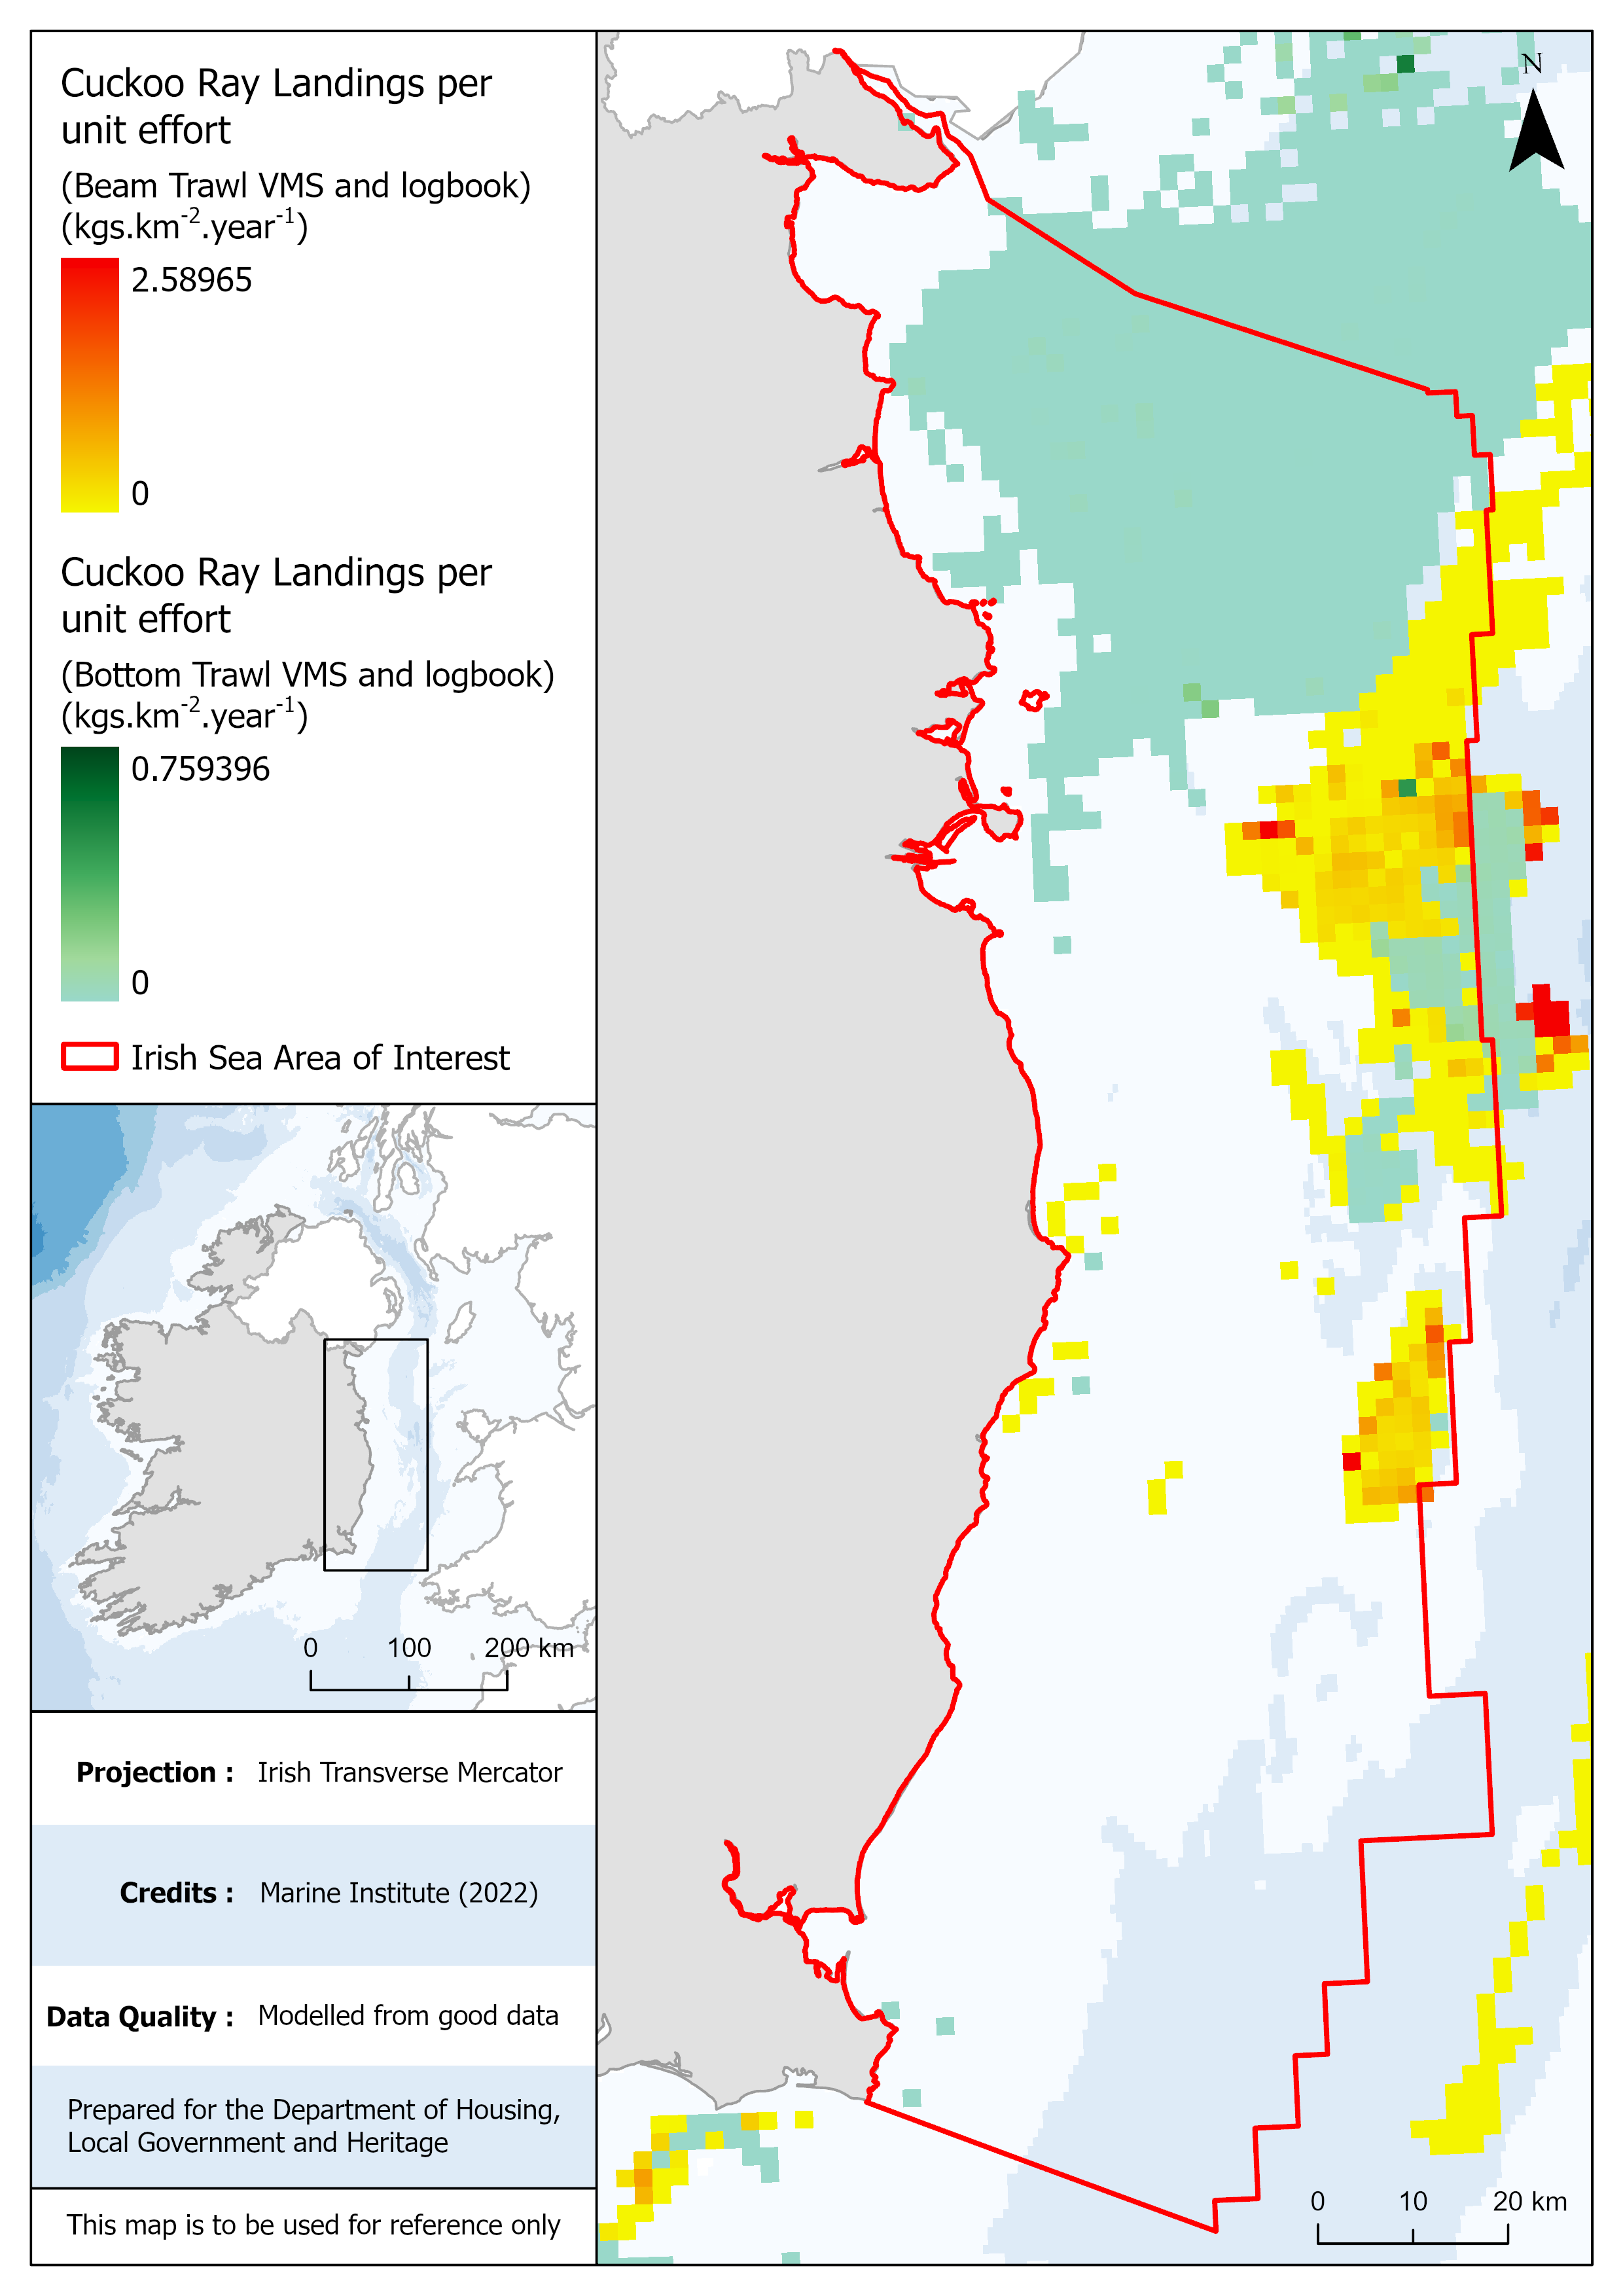 Cuckoo Ray Landings per
unit effort
(Beam Trawl VMS and logbook)
(kgs.km-2.year-1)
2.58965
0
Cuckoo Ray Landings per
unit effort
(Bottom Trawl VMS and logbook)
(kgs.km-2.year-1)
0.759396
0
Irish Sea Area of Interest
0 100 200 km
Projection : Irish Transverse Mercator
Credits : Marine Institute (2022)
Data Quality : Modelled from good data
Prepared for the Department of Housing,
Local Government and Heritage
This map is to be used for reference only
N
0 10 20 km